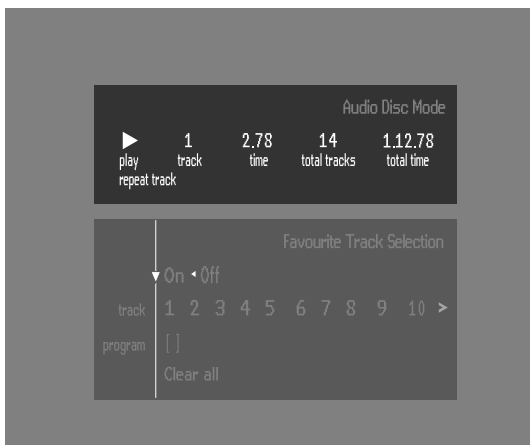 Audio Disc Mode
1 2.78 14 1.12.78
play track time total tracks total time
repeat track
Favourite Track Selection
On Off
track 1 2 3 4 5 6 7 8 9 10 >
program [ ]
Clear all